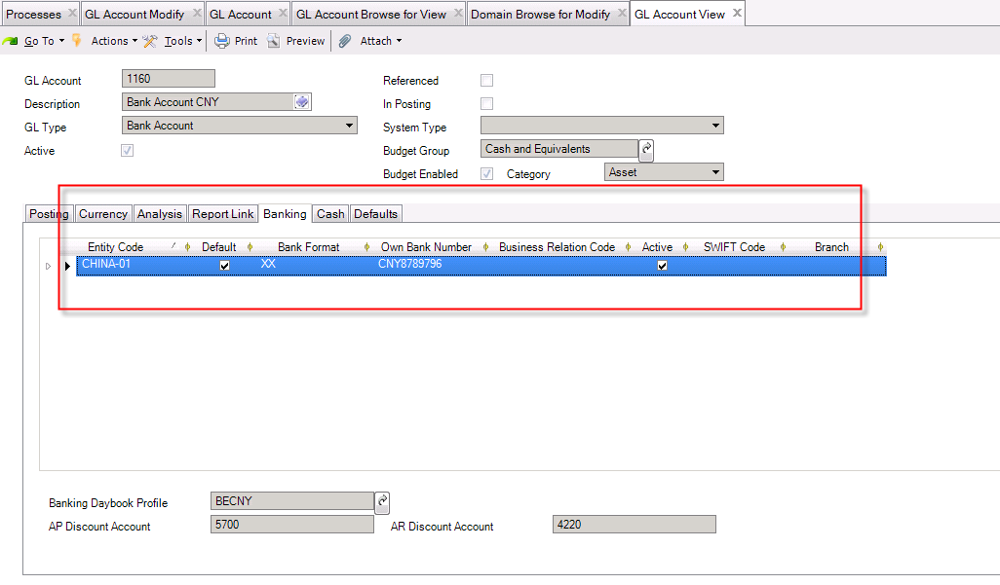 Processes GL Account Modify GL Account GL Account Browse for View Domain Browse for Modify GL Account View
Go To Actions Tools Print Preview Attach
GL Account 1160 Referenced
Description Bank Account CNY In Posting
GL Type Bank Account System Type
Active Budget Group Cash and Equivalents
Budget Enabled Category Asset
Posting Currency Analysis Report Link Banking Cash Defaults
Entity Code Default Bank Format Own Bank Number Business Relation Code Active SWIFT Code Branch
CHINA-01 XX CNY8789796
Banking Daybook Profile BECNY
AP Discount Account 5700 AR Discount Account 4220